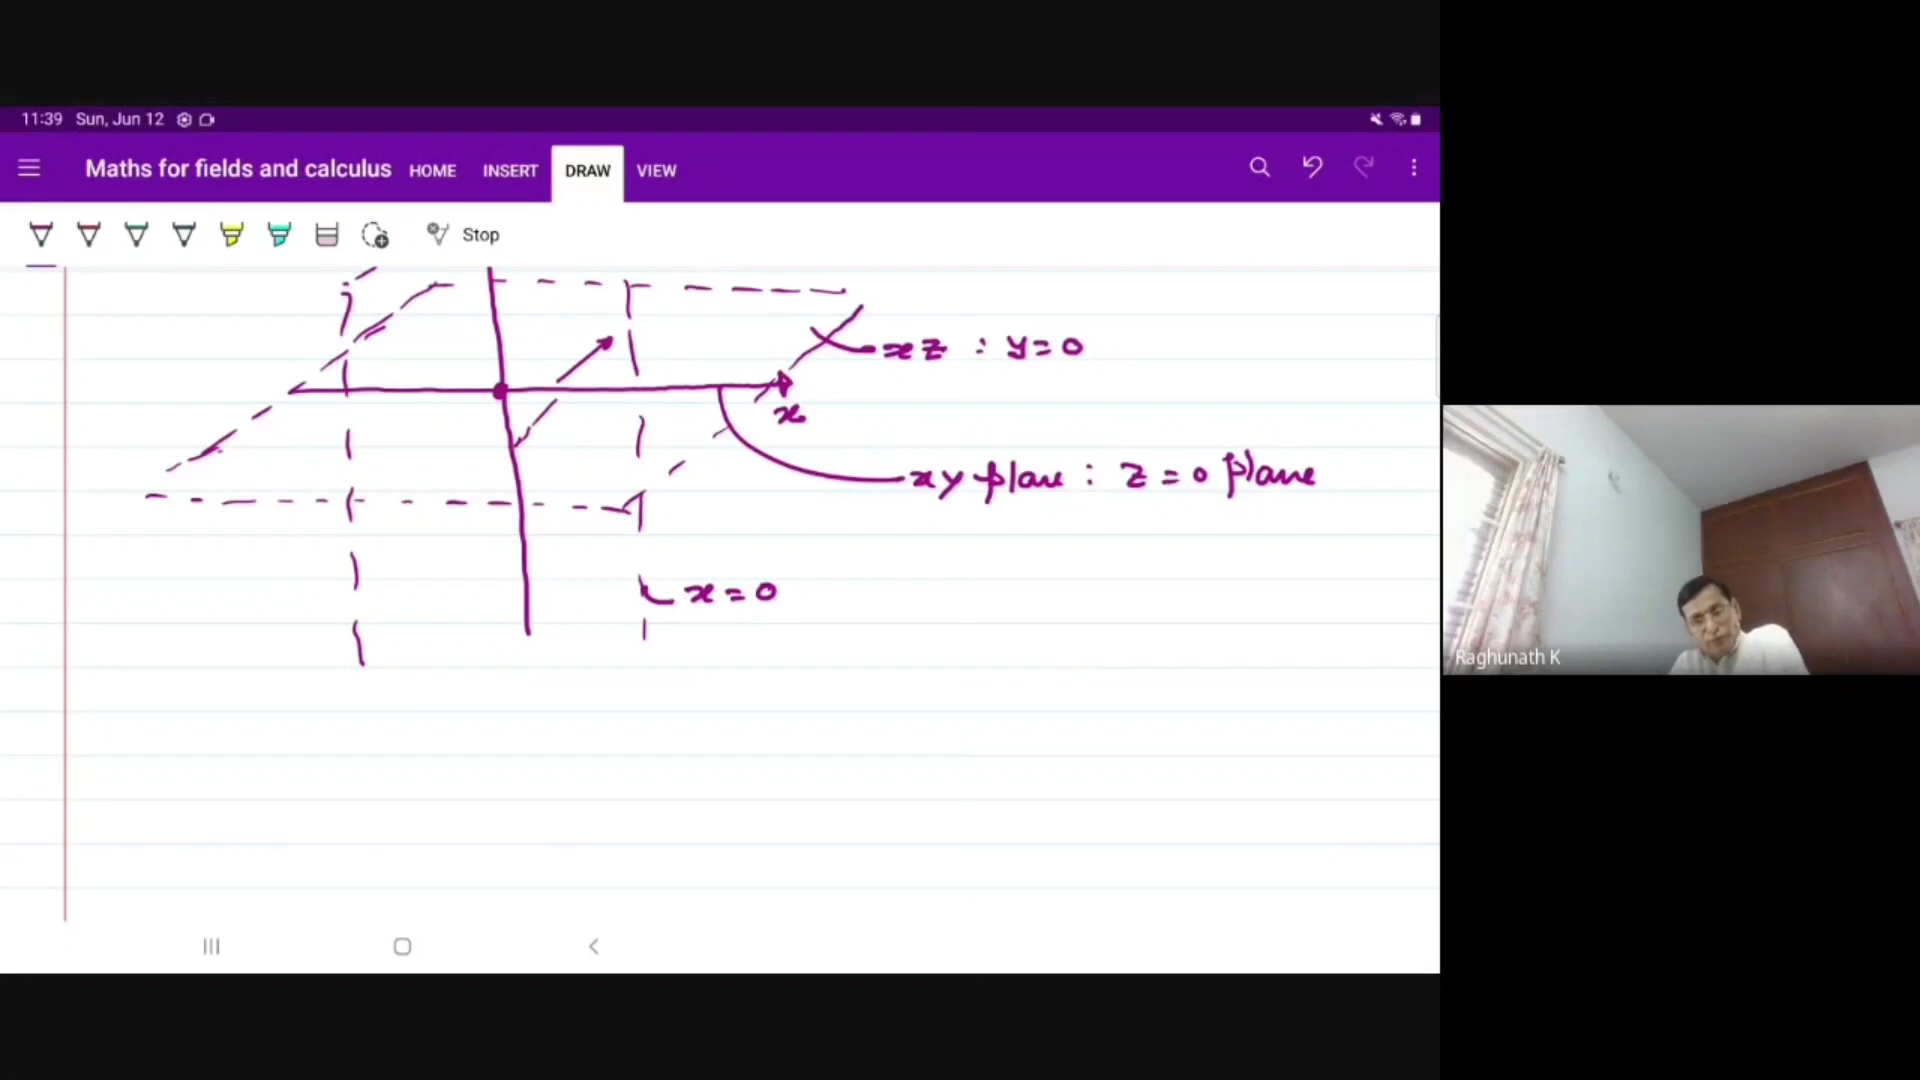 11:39 Sun, Jun 12
Maths for fields and calculus HOME INSERT DRAW VIEW
Stop
xz : y=0
x
xy plane : z=0 plane
x=0
Raghunath K